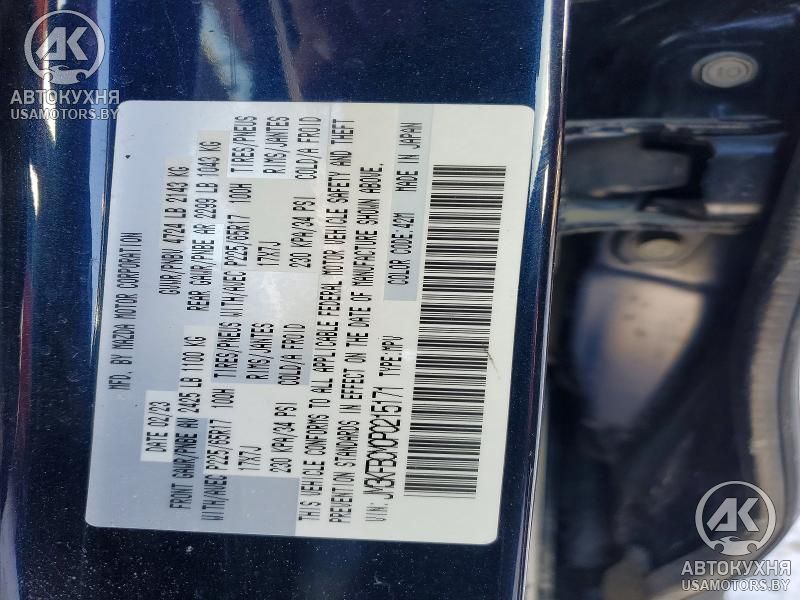 AK
АВТОКУХНЯ
USAMOTORS.BY
MFD. BY MAZDA MOTOR CORPORATION
DATE 02/23 GVWR/PNBV 4724 LB 2143 KG
FRONT GAWR/PNBE AV 2425 LB 1100 KG REAR GAWR/PNBE AR 2299 LB 1043 KG
WITH/AVEC P225/65R17 100H TIRES/PNEUS WITH/AVEC P225/65R17 100H TIRES/PNEUS
17X7J RIMS/JANTES 17X7J RIMS/JANTES
230 KPA/34 PSI COLD/A FROID 230 KPA/34 PSI COLD/A FROID
THIS VEHICLE CONFORMS TO ALL APPLICABLE FEDERAL MOTOR VEHICLE SAFETY AND THEFT
PREVENTION STANDARDS IN EFFECT ON THE DATE OF MANUFACTURE SHOWN ABOVE.
VIN: JM3KFBCX0P0215171 TYPE:MPV COLOR CODE:42M MADE IN JAPAN
AK
АВТОКУХНЯ
USAMOTORS.BY